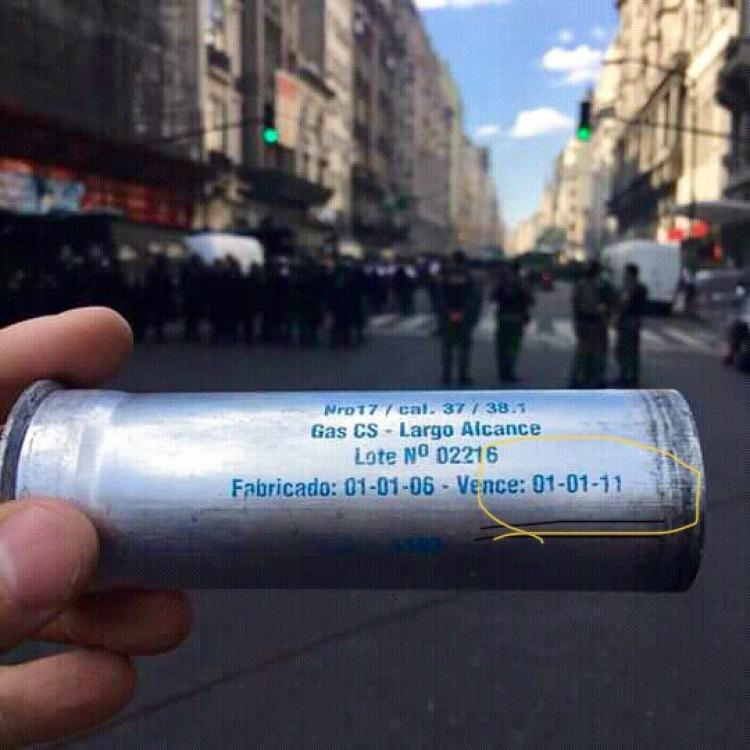 Nro17 / cal. 37 / 38.1
Gas CS - Largo Alcance
Lote Nº 02216
Fabricado: 01-01-06 - Vence: 01-01-11